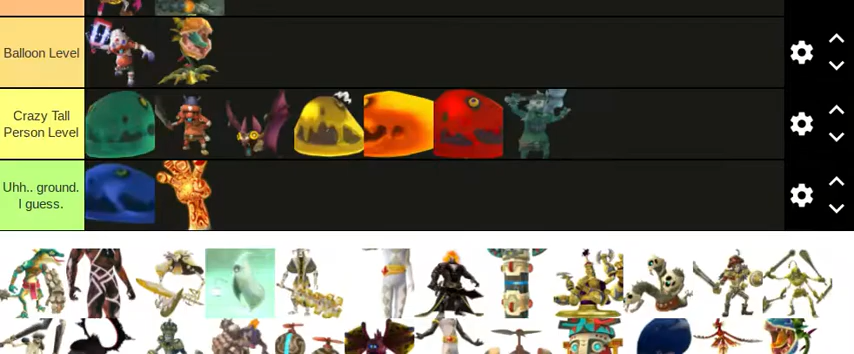 Balloon Level
Crazy Tall
Person Level
Uhh.. ground.
I guess.